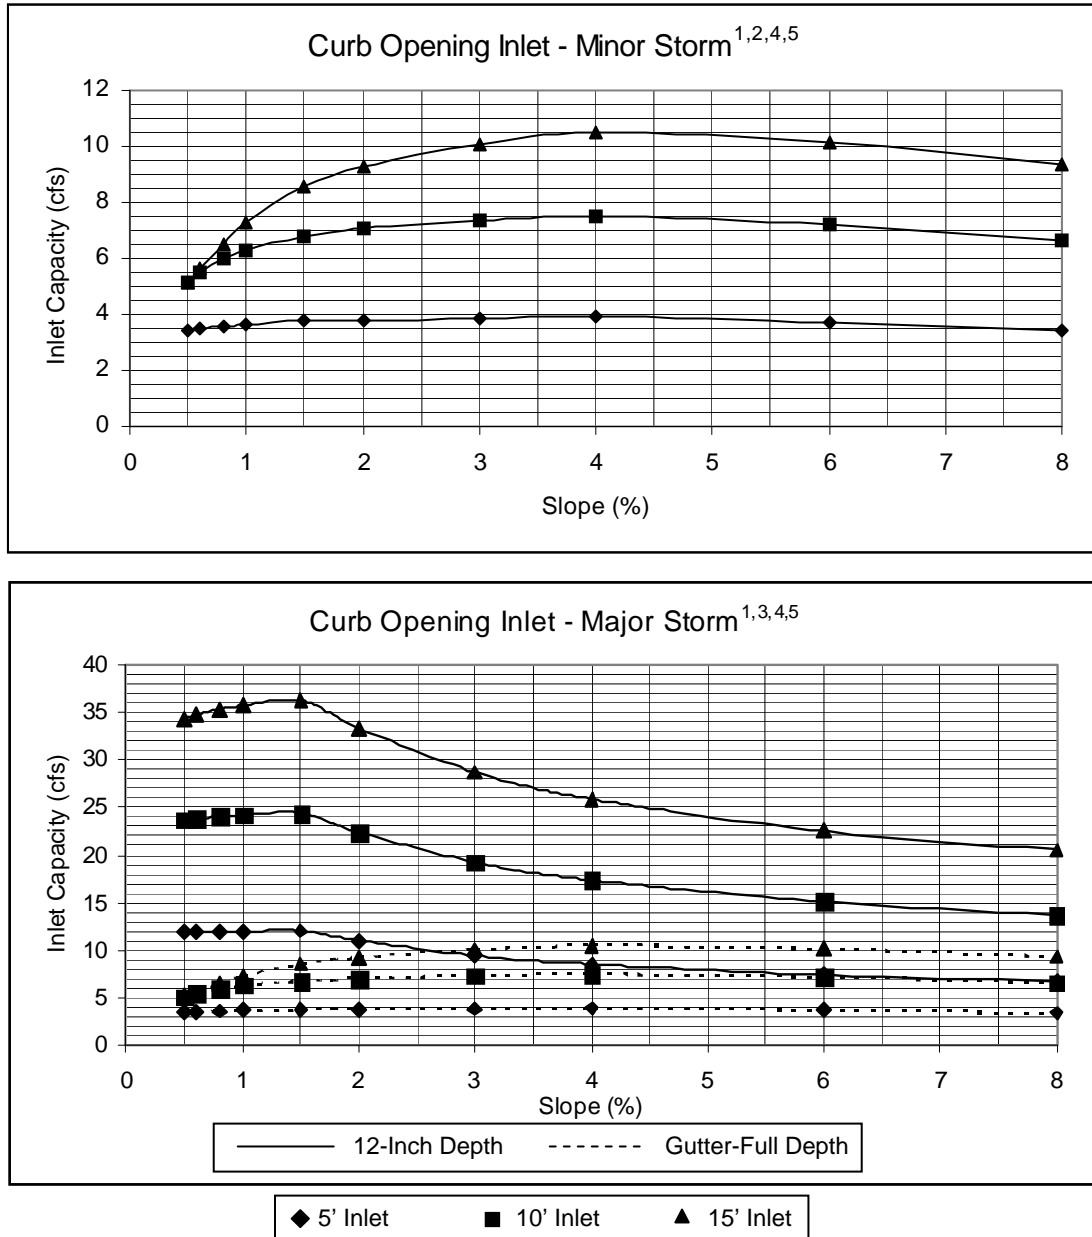 Curb Opening Inlet - Minor Storm1,2,4,5
12
10
8
6
4
2
0
Inlet Capacity (cfs)
0 1 2 3 4 5 6 7 8
Slope (%)
Curb Opening Inlet - Major Storm1,3,4,5
40
35
30
25
20
15
10
5
0
Inlet Capacity (cfs)
0 1 2 3 4 5 6 7 8
Slope (%)
12-Inch Depth Gutter-Full Depth
5' Inlet 10' Inlet 15' Inlet